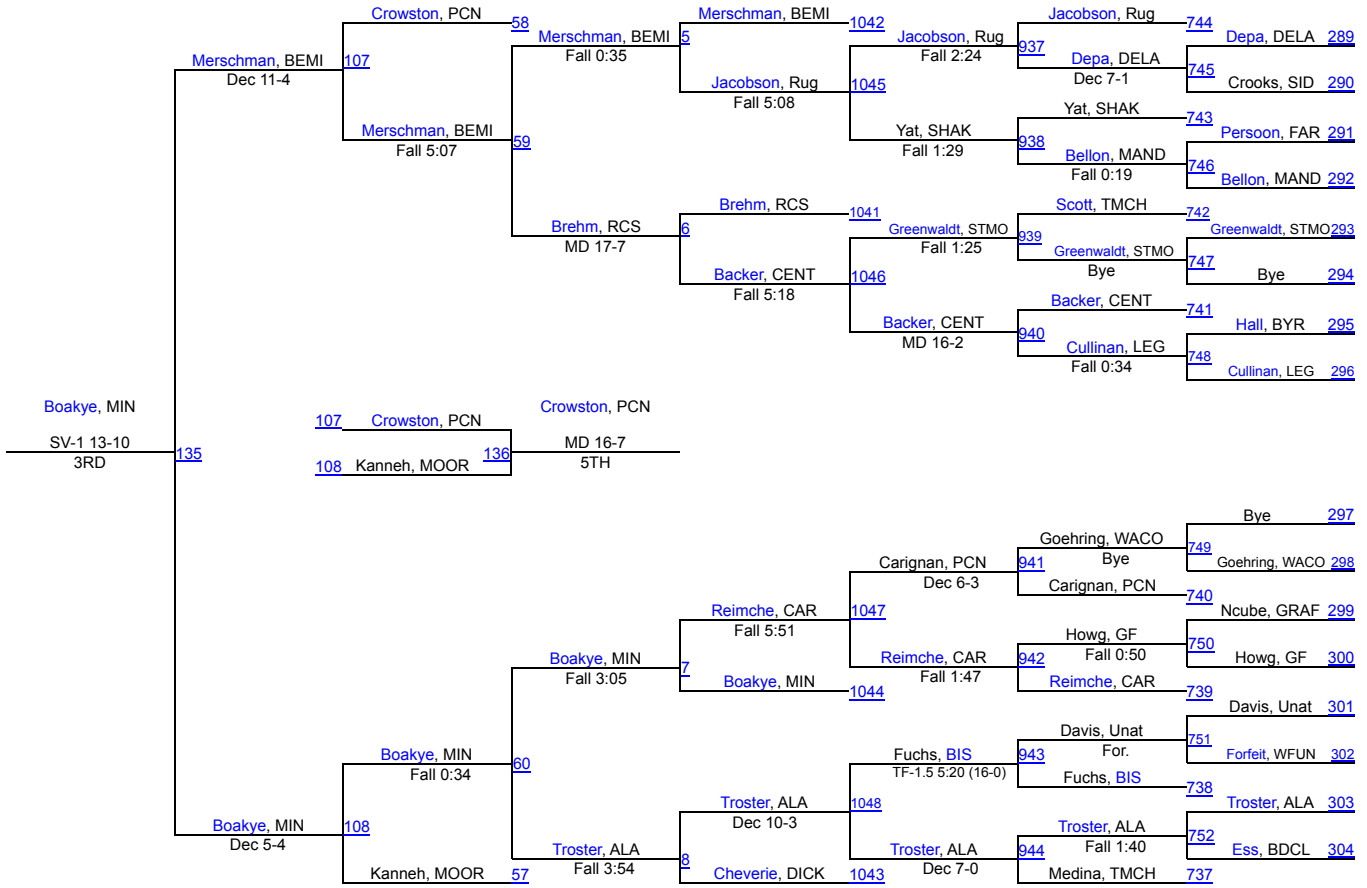 Crowston, PCN
58
Merschman, BEMI
1042
Jacobson, Rug
744
Merschman, BEMI
5
Fall 0:35
Jacobson, Rug
937
Fall 2:24
Depa, DELA 289
Merschman, BEMI
107
Dec 11-4
Depa, DELA
745
Dec 7-1
Jacobson, Rug
1045
Fall 5:08
Crooks, SID 290
Yat, SHAK
743
Merschman, BEMI
59
Fall 5:07
Yat, SHAK
938
Fall 1:29
Persoon, FAR 291
Bellon, MAND
746
Fall 0:19
Bellon, MAND 292
Brehm, RCS
1041
Scott, TMCH
742
Brehm, RCS
6
MD 17-7
Greenwaldt, STMO
939
Fall 1:25
Greenwaldt, STMO 293
Greenwaldt, STMO
747
Bye
Backer, CENT
1046
Fall 5:18
Bye 294
Backer, CENT
741
Backer, CENT
940
MD 16-2
Hall, BYR 295
Cullinan, LEG
748
Fall 0:34
Cullinan, LEG 296
Boakye, MIN
SV-1 13-10
3RD
135
107 Crowston, PCN
108 Kanneh, MOOR
136
Crowston, PCN
MD 16-7
5TH
Bye 297
Goehring, WACO
749
Bye
Carignan, PCN
941
Dec 6-3
Goehring, WACO 298
Carignan, PCN
740
Reimche, CAR
1047
Fall 5:51
Ncube, GRAF 299
Howg, GF
750
Fall 0:50
Boakye, MIN
7
Fall 3:05
Reimche, CAR
942
Fall 1:47
Howg, GF 300
Boakye, MIN
1044
Reimche, CAR
739
Davis, Unat 301
Davis, Unat
751
For.
Boakye, MIN
60
Fall 0:34
Fuchs, BIS
943
TF-1.5 5:20 (16-0)
Forfeit, WFUN 302
Fuchs, BIS
738
Troster, ALA
1048
Dec 10-3
Troster, ALA 303
Boakye, MIN
108
Dec 5-4
Troster, ALA
752
Fall 1:40
Troster, ALA
8
Fall 3:54
Troster, ALA
944
Dec 7-0
Ess, BDCL 304
Kanneh, MOOR
57
Cheverie, DICK
1043
Medina, TMCH
737